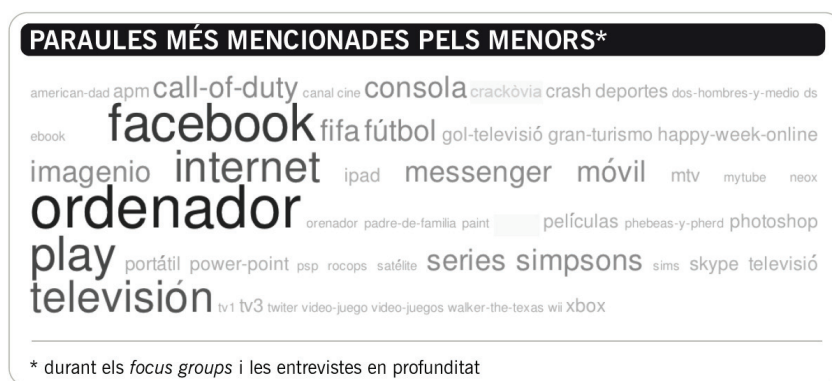 PARAULES MÉS MENCIONADES PELS MENORS*
american-dad apm call-of-duty canal cine consola crackòvia crash deportes dos-hombres-y-medio ds
ebook facebook fifa fútbol gol-televisió gran-turismo happy-week-online
imagenio internet ipad messenger móvil mtv mytube neox
ordenador orenador padre-de-familia paint películas phebeas-y-pherd photoshop
play portátil power-point psp rocops satélite series simpsons sims skype televisió
televisión tv1 tv3 twiter video-juego video-juegos walker-the-texas wii xbox
* durant els focus groups i les entrevistes en profunditat